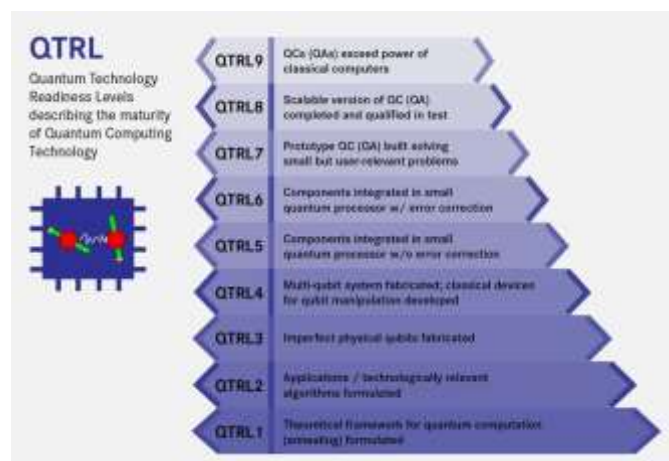 QTRL
Quantum Technology
Readiness Levels
describing the maturity
of Quantum Computing
Technology
QTRL9
QCs (QAs) exceed power of
classical computers
QTRL8
Scalable version of QC (QA)
completed and qualified in test
QTRL7
Prototype QC (QA) built solving
small but user-relevant problems
QTRL6
Components integrated in small
quantum processor w/ error correction
QTRL5
Components integrated in small
quantum processor w/o error correction
QTRL4
Multi-qubit system fabricated; classical devices
for qubit manipulation developed
QTRL3
Imperfect physical qubits fabricated
QTRL2
Applications / technologically relevant
algorithms formulated
QTRL1
Theoretical framework for quantum computation
(annealing) formulated